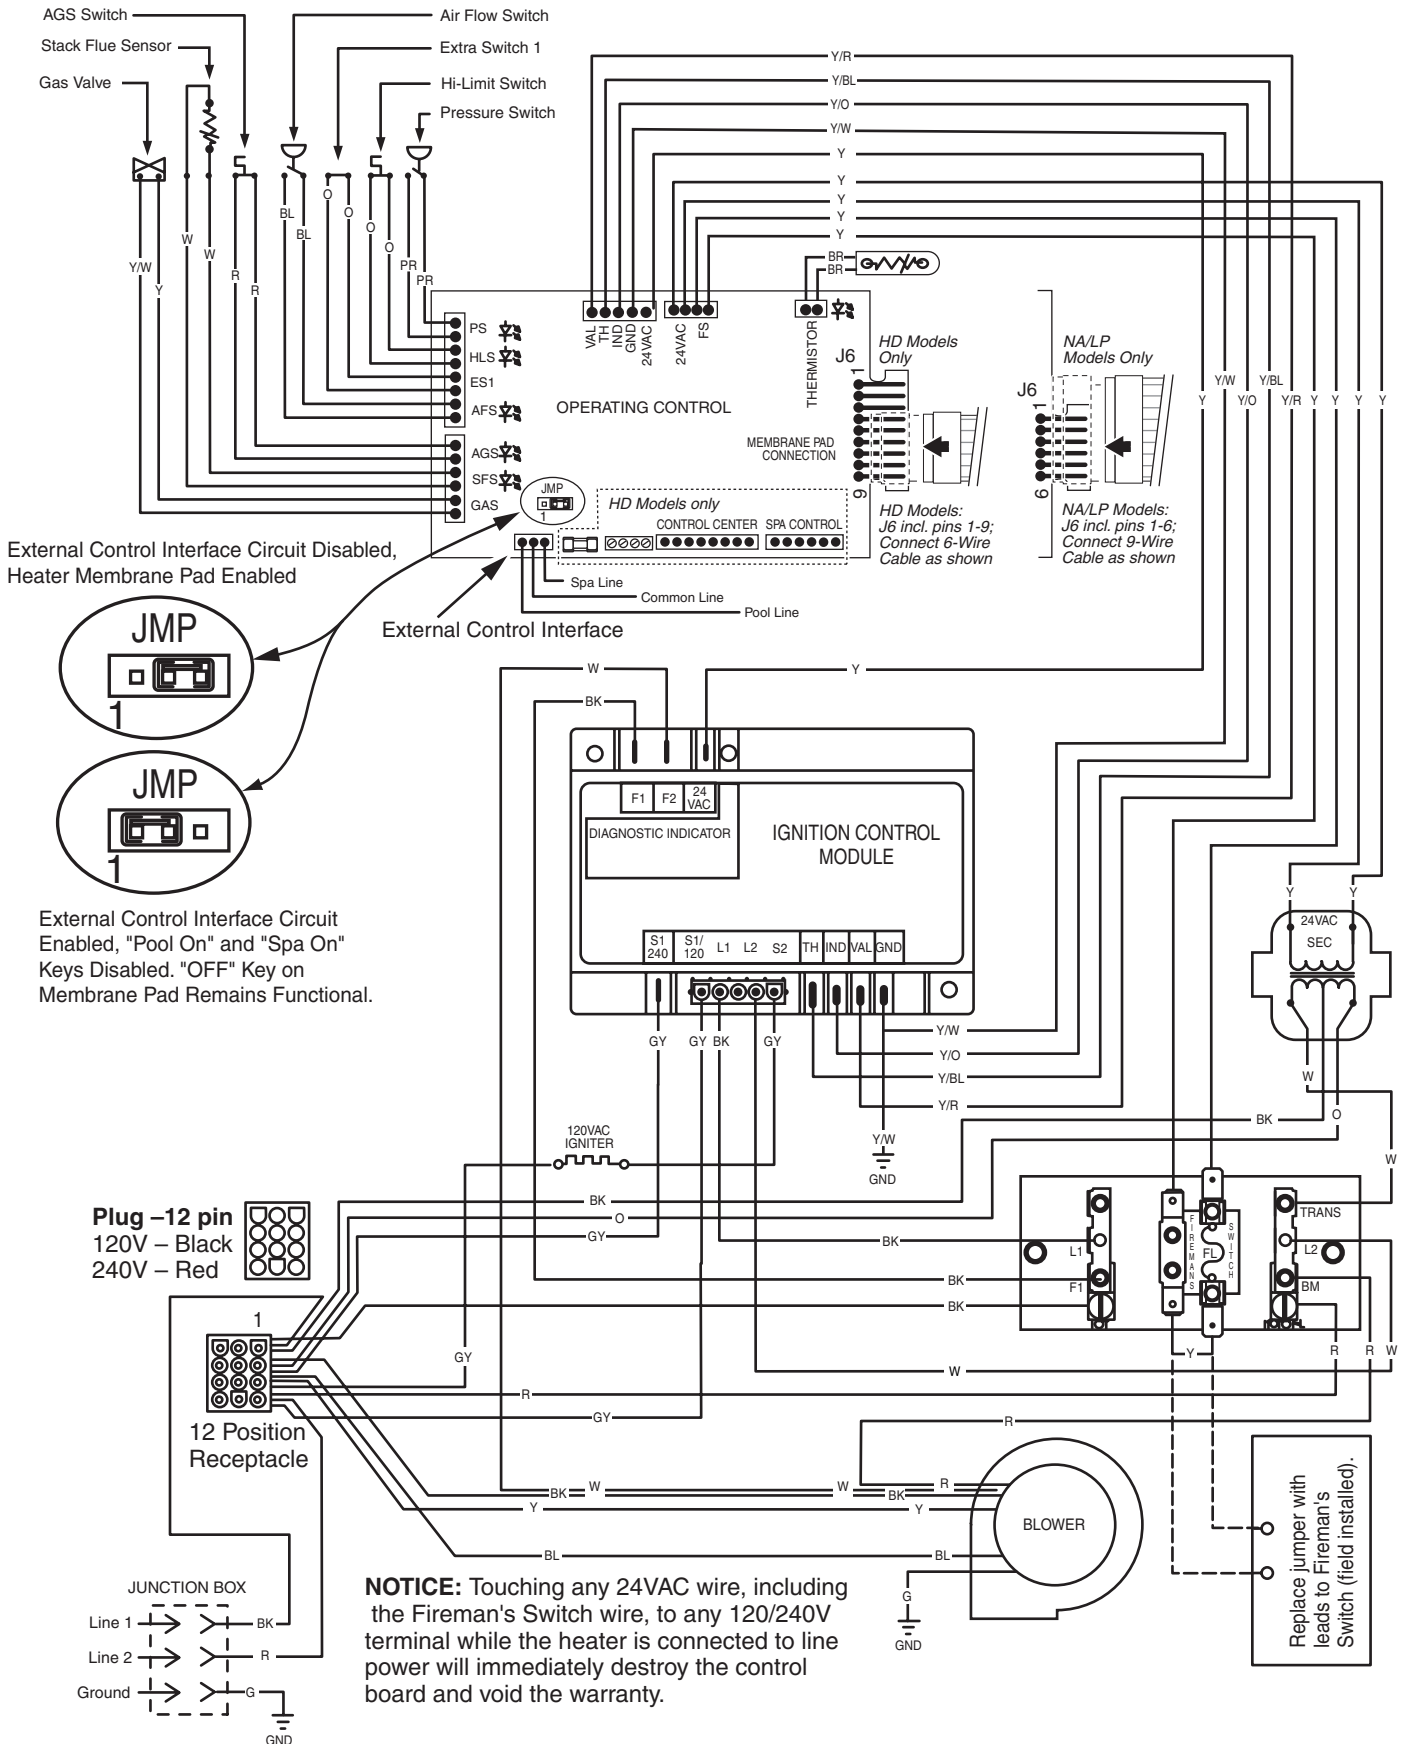 AGS Switch
Stack Flue Sensor
Gas Valve
Air Flow Switch
Extra Switch 1
Hi-Limit Switch
Pressure Switch
Y/R
Y/BL
Y/O
Y/W
Y
Y
Y
Y
Y
BR
BR
W
W
Y/W
Y
R
R
BL
BL
O
O
O
O
PR
PR
PS
HLS
ES1
AFS
AGS
SFS
GAS
VAL
TH
IND
GND
24VAC
24VAC
FS
THERMISTOR
OPERATING CONTROL
MEMBRANE PAD
CONNECTION
J6
1
9
HD Models
Only
HD Models:
J6 incl. pins 1-9;
Connect 6-Wire
Cable as shown
NA/LP
Models Only
J6
1
6
NA/LP Models:
J6 incl. pins 1-6;
Connect 9-Wire
Cable as shown
Y
Y/W
Y/O
Y/BL
Y/R
Y
Y
Y
Y
JMP
1
HD Models only
CONTROL CENTER
SPA CONTROL
Spa Line
Common Line
Pool Line
External Control Interface
External Control Interface Circuit Disabled,
Heater Membrane Pad Enabled
JMP
1
JMP
1
External Control Interface Circuit
Enabled, "Pool On" and "Spa On"
Keys Disabled. "OFF" Key on
Membrane Pad Remains Functional.
W
Y
BK
F1
F2
24
VAC
DIAGNOSTIC INDICATOR
IGNITION CONTROL
MODULE
S1
240
S1/
120
L1
L2
S2
TH
IND
VAL
GND
GY
GY
BK
GY
Y/W
Y/O
Y/BL
Y/R
Y/W
GND
Y
Y
24VAC
SEC
W
O
BK
W
120VAC
IGNITER
BK
O
GY
BK
BK
BK
L1
F1
FIREMANS
SWITCH
FL
TRANS
L2
BM
Y
R
R
W
Plug –12 pin
120V – Black
240V – Red
1
12 Position
Receptacle
GY
W
R
GY
R
BK
W
W
R
BK
Y
Y
BL
BL
BLOWER
G
GND
Replace jumper with
leads to Fireman's
Switch (field installed).
JUNCTION BOX
Line 1
Line 2
Ground
BK
R
G
GND
NOTICE: Touching any 24VAC wire, including
the Fireman's Switch wire, to any 120/240V
terminal while the heater is connected to line
power will immediately destroy the control
board and void the warranty.